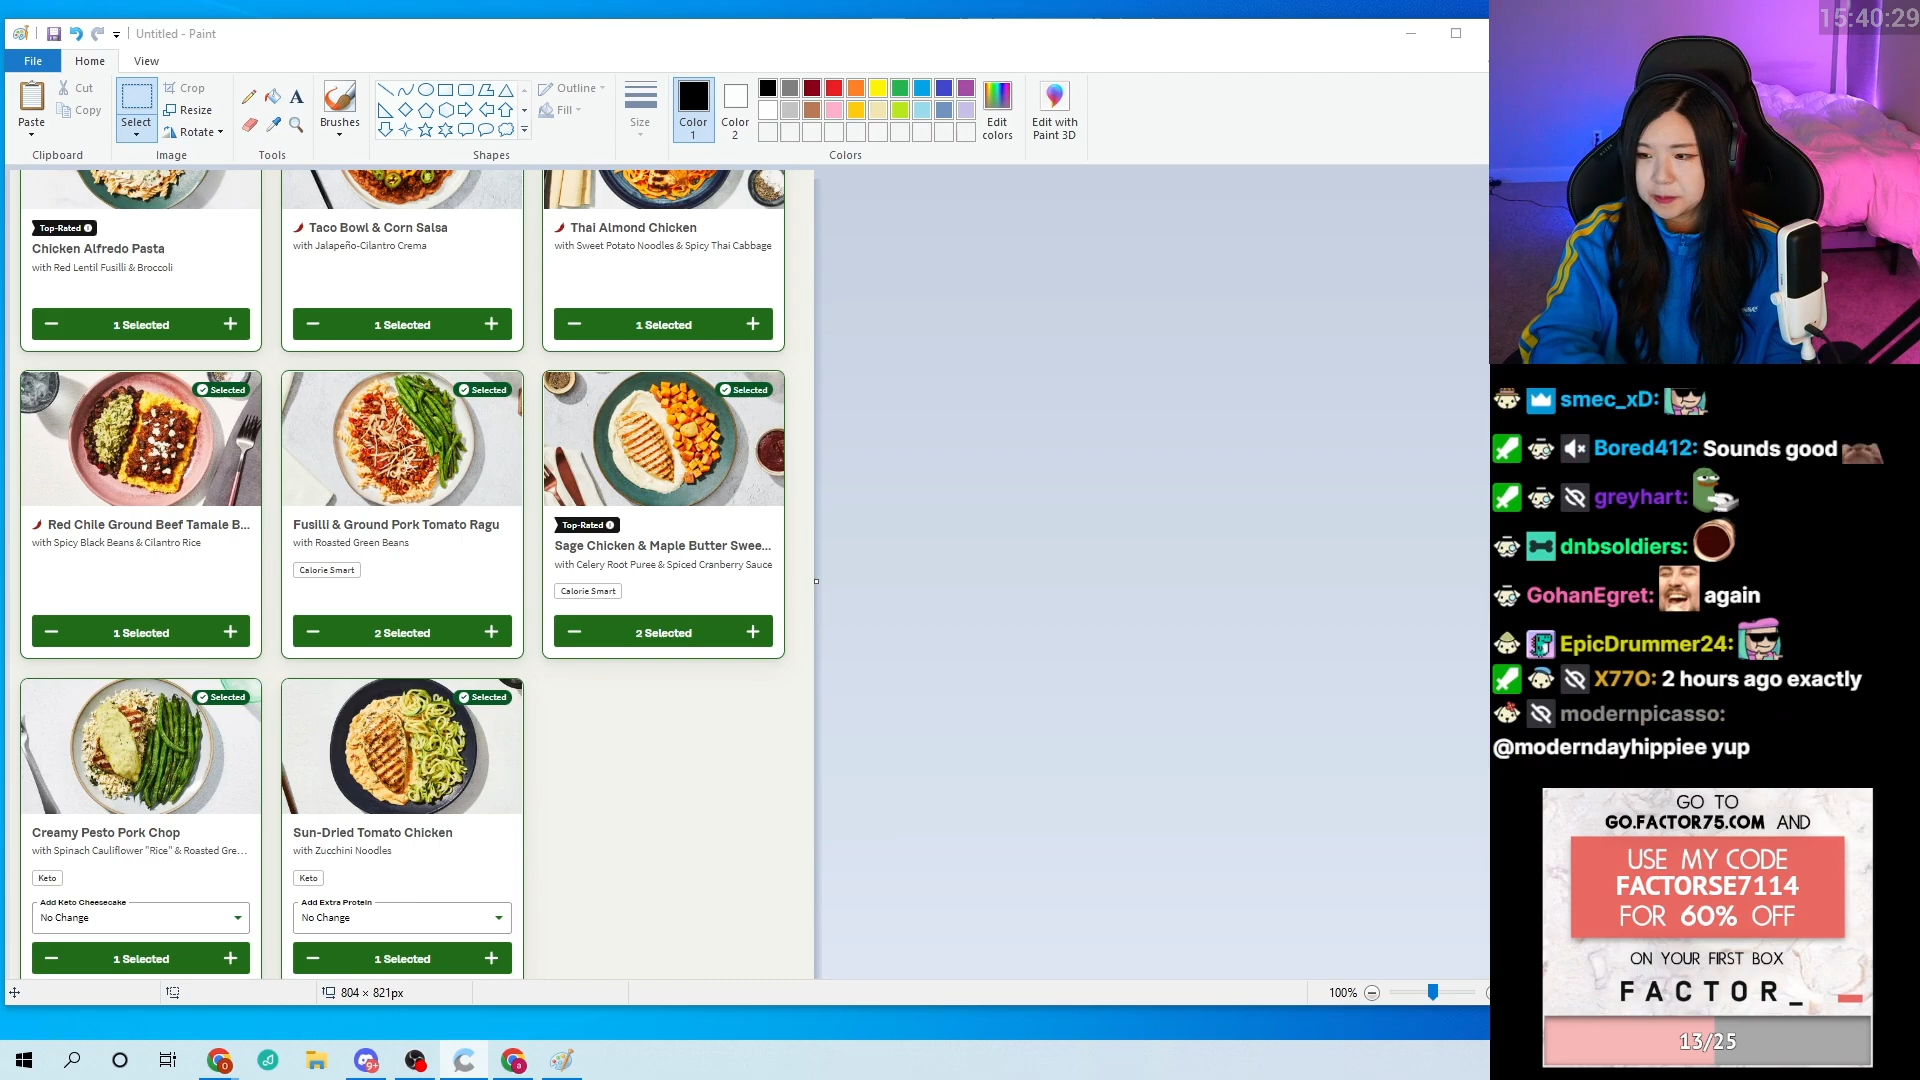 Untitled - Paint
File
Home
View
Paste
Cut
Copy
Clipboard
Select
Crop
Resize
Rotate
Image
Tools
Brushes
Outline
Fill
Shapes
Size
Color 1
Color 2
Edit colors
Edit with Paint 3D
Colors
Top-Rated
Chicken Alfredo Pasta
with Red Lentil Fusilli & Broccoli
1 Selected
Taco Bowl & Corn Salsa
with Jalapeño-Cilantro Crema
1 Selected
Thai Almond Chicken
with Sweet Potato Noodles & Spicy Thai Cabbage
1 Selected
Selected
Red Chile Ground Beef Tamale B...
with Spicy Black Beans & Cilantro Rice
1 Selected
Selected
Fusilli & Ground Pork Tomato Ragu
with Roasted Green Beans
Calorie Smart
2 Selected
Selected
Top-Rated
Sage Chicken & Maple Butter Swee...
with Celery Root Puree & Spiced Cranberry Sauce
Calorie Smart
2 Selected
Selected
Creamy Pesto Pork Chop
with Spinach Cauliflower "Rice" & Roasted Gre...
Keto
Add Keto Cheesecake
No Change
1 Selected
Selected
Sun-Dried Tomato Chicken
with Zucchini Noodles
Keto
Add Extra Protein
No Change
1 Selected
804 × 821px
100%
9+
15:40:29
smec_xD:
Bored412: Sounds good
greyhart:
dnbsoldiers:
GohanEgret: again
EpicDrummer24:
X77O: 2 hours ago exactly
modernpicasso:
@moderndayhippiee yup
GO TO
GO.FACTOR75.COM AND
USE MY CODE
FACTORSE7114
FOR 60% OFF
ON YOUR FIRST BOX
FACTOR_
13/25